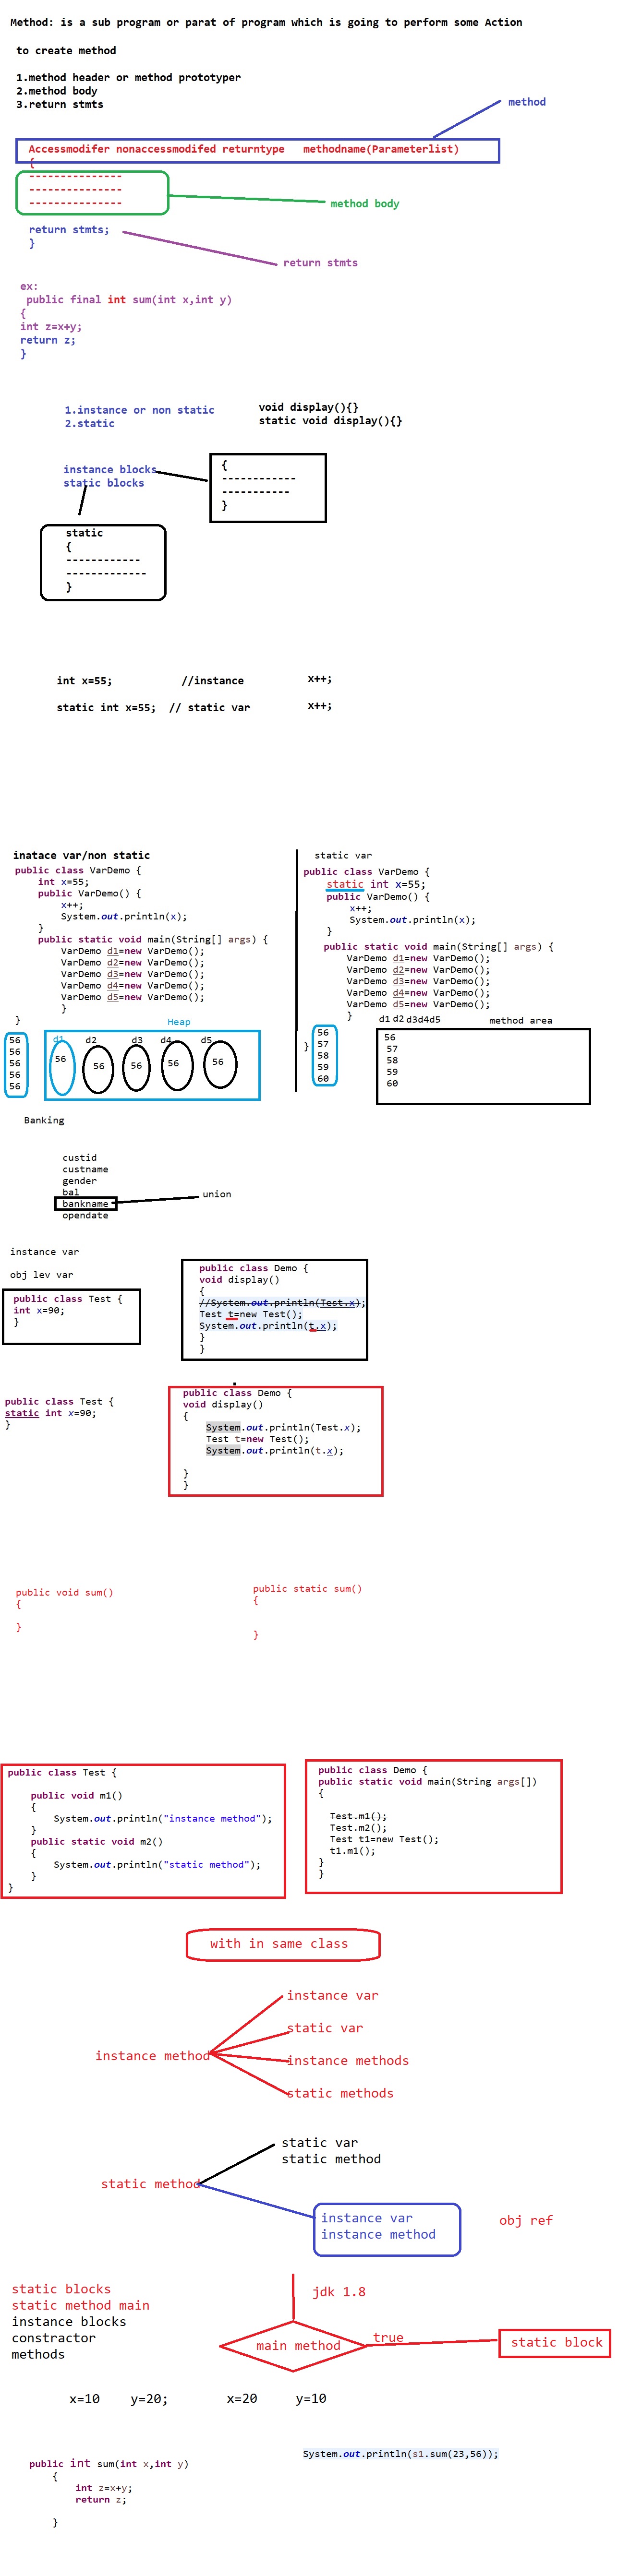 Method: is a sub program or parat of program which is going to perform some Action
to create method
1.method header or method prototyper
2.method body
3.return stmts
method
Accessmodifer nonaccessmodifed returntype methodname(Parameterlist)
{
----------------
----------------
----------------
method body
return stmts;
}
return stmts
ex:
public final int sum(int x,int y)
{
int z=x+y;
return z;
}
1.instance or non static
2.static
void display(){}
static void display(){}
instance blocks
static blocks
{
------------
-----------
}
static
{
------------
-------------
}
int x=55; //instance x++;
static int x=55; // static var x++;
inatace var/non static
public class VarDemo {
int x=55;
public VarDemo() {
x++;
System.out.println(x);
}
public static void main(String[] args) {
VarDemo d1=new VarDemo();
VarDemo d2=new VarDemo();
VarDemo d3=new VarDemo();
VarDemo d4=new VarDemo();
VarDemo d5=new VarDemo();
}
}
Heap
56
56
56
56
56
d1 d2 d3 d4 d5
56 56 56 56 56
static var
public class VarDemo {
static int x=55;
public VarDemo() {
x++;
System.out.println(x);
}
public static void main(String[] args) {
VarDemo d1=new VarDemo();
VarDemo d2=new VarDemo();
VarDemo d3=new VarDemo();
VarDemo d4=new VarDemo();
VarDemo d5=new VarDemo();
}
}
d1 d2 d3d4d5 method area
56
57
58
59
60
56
57
58
59
60
Banking
custid
custname
gender
bal
bankname
opendate
union
instance var
obj lev var
public class Test {
int x=90;
}
public class Demo {
void display()
{
//System.out.println(Test.x);
Test t=new Test();
System.out.println(t.x);
}
}
public class Test {
static int x=90;
}
public class Demo {
void display()
{
System.out.println(Test.x);
Test t=new Test();
System.out.println(t.x);
}
}
public void sum()
{
}
public static sum()
{
}
public class Test {
public void m1()
{
System.out.println("instance method");
}
public static void m2()
{
System.out.println("static method");
}
}
public class Demo {
public static void main(String args[])
{
Test.m1();
Test.m2();
Test t1=new Test();
t1.m1();
}
}
with in same class
instance method
instance var
static var
instance methods
static methods
static method
static var
static method
instance var
instance method
obj ref
static blocks
static method main
instance blocks
constractor
methods
jdk 1.8
main method
true
static block
x=10 y=20; x=20 y=10
System.out.println(s1.sum(23,56));
public int sum(int x,int y)
{
int z=x+y;
return z;
}